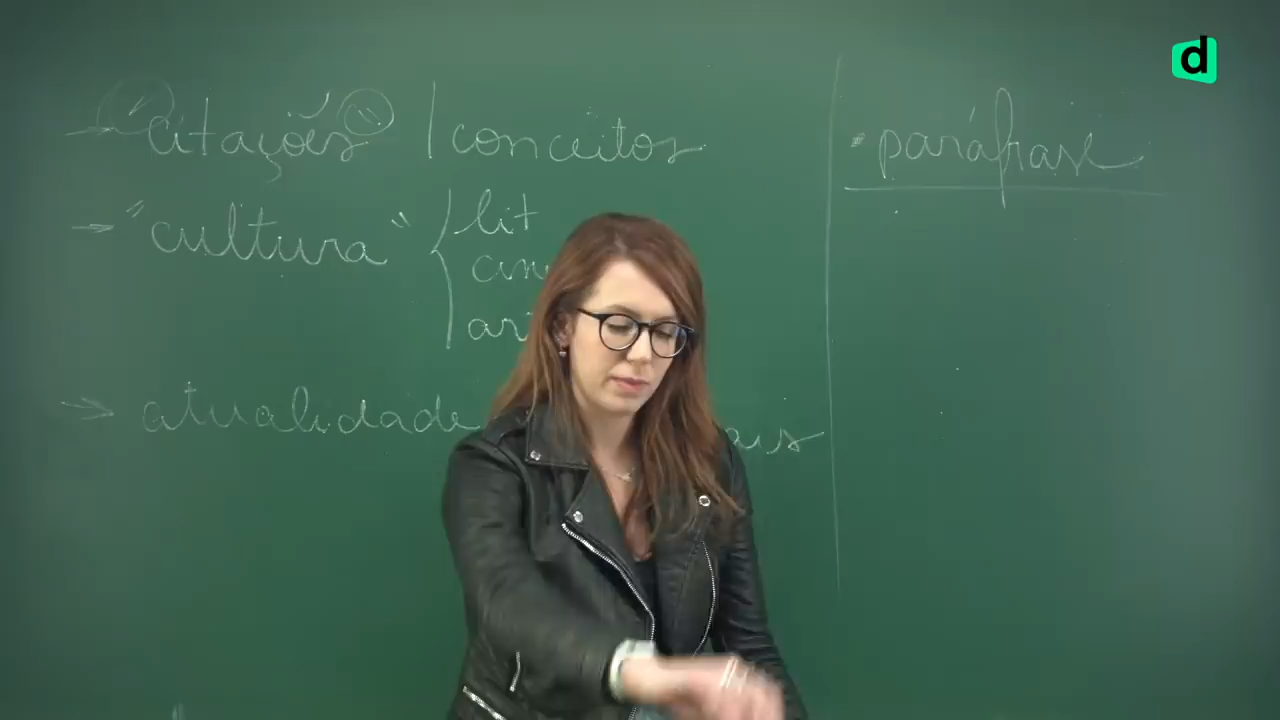 → "citações" | conceitos
→ "cultura" { lit
→ atualidade
• paráfrase
d